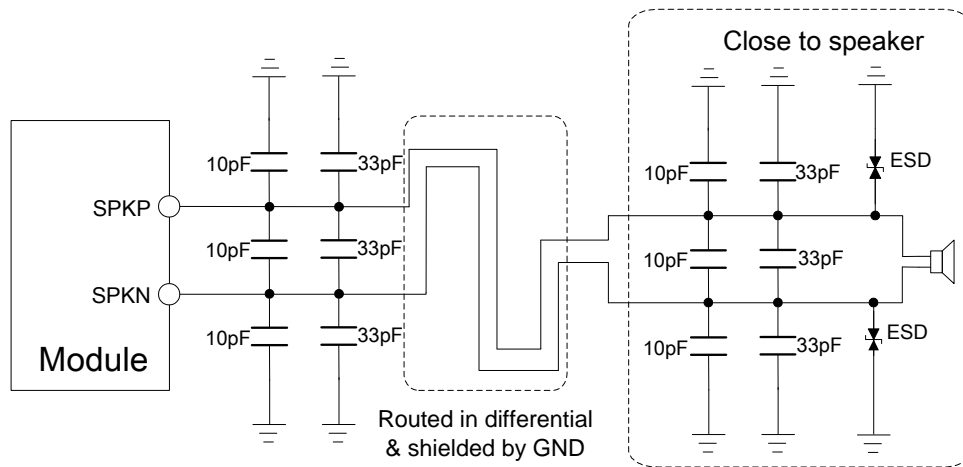 Close to speaker
10pF
33pF
10pF
33pF
ESD
SPKP
10pF
33pF
10pF
33pF
SPKN
10pF
33pF
10pF
33pF
ESD
Module
Routed in differential
& shielded by GND